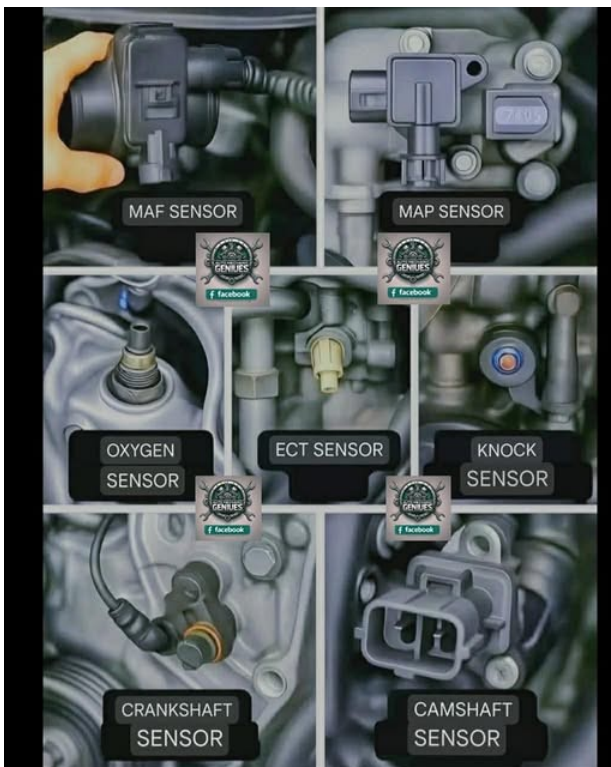 MAF SENSOR
MAP SENSOR
GENIUES
facebook
GENIUES
facebook
OXYGEN
SENSOR
ECT SENSOR
KNOCK
SENSOR
GENIUES
facebook
GENIUES
facebook
CRANKSHAFT
SENSOR
CAMSHAFT
SENSOR